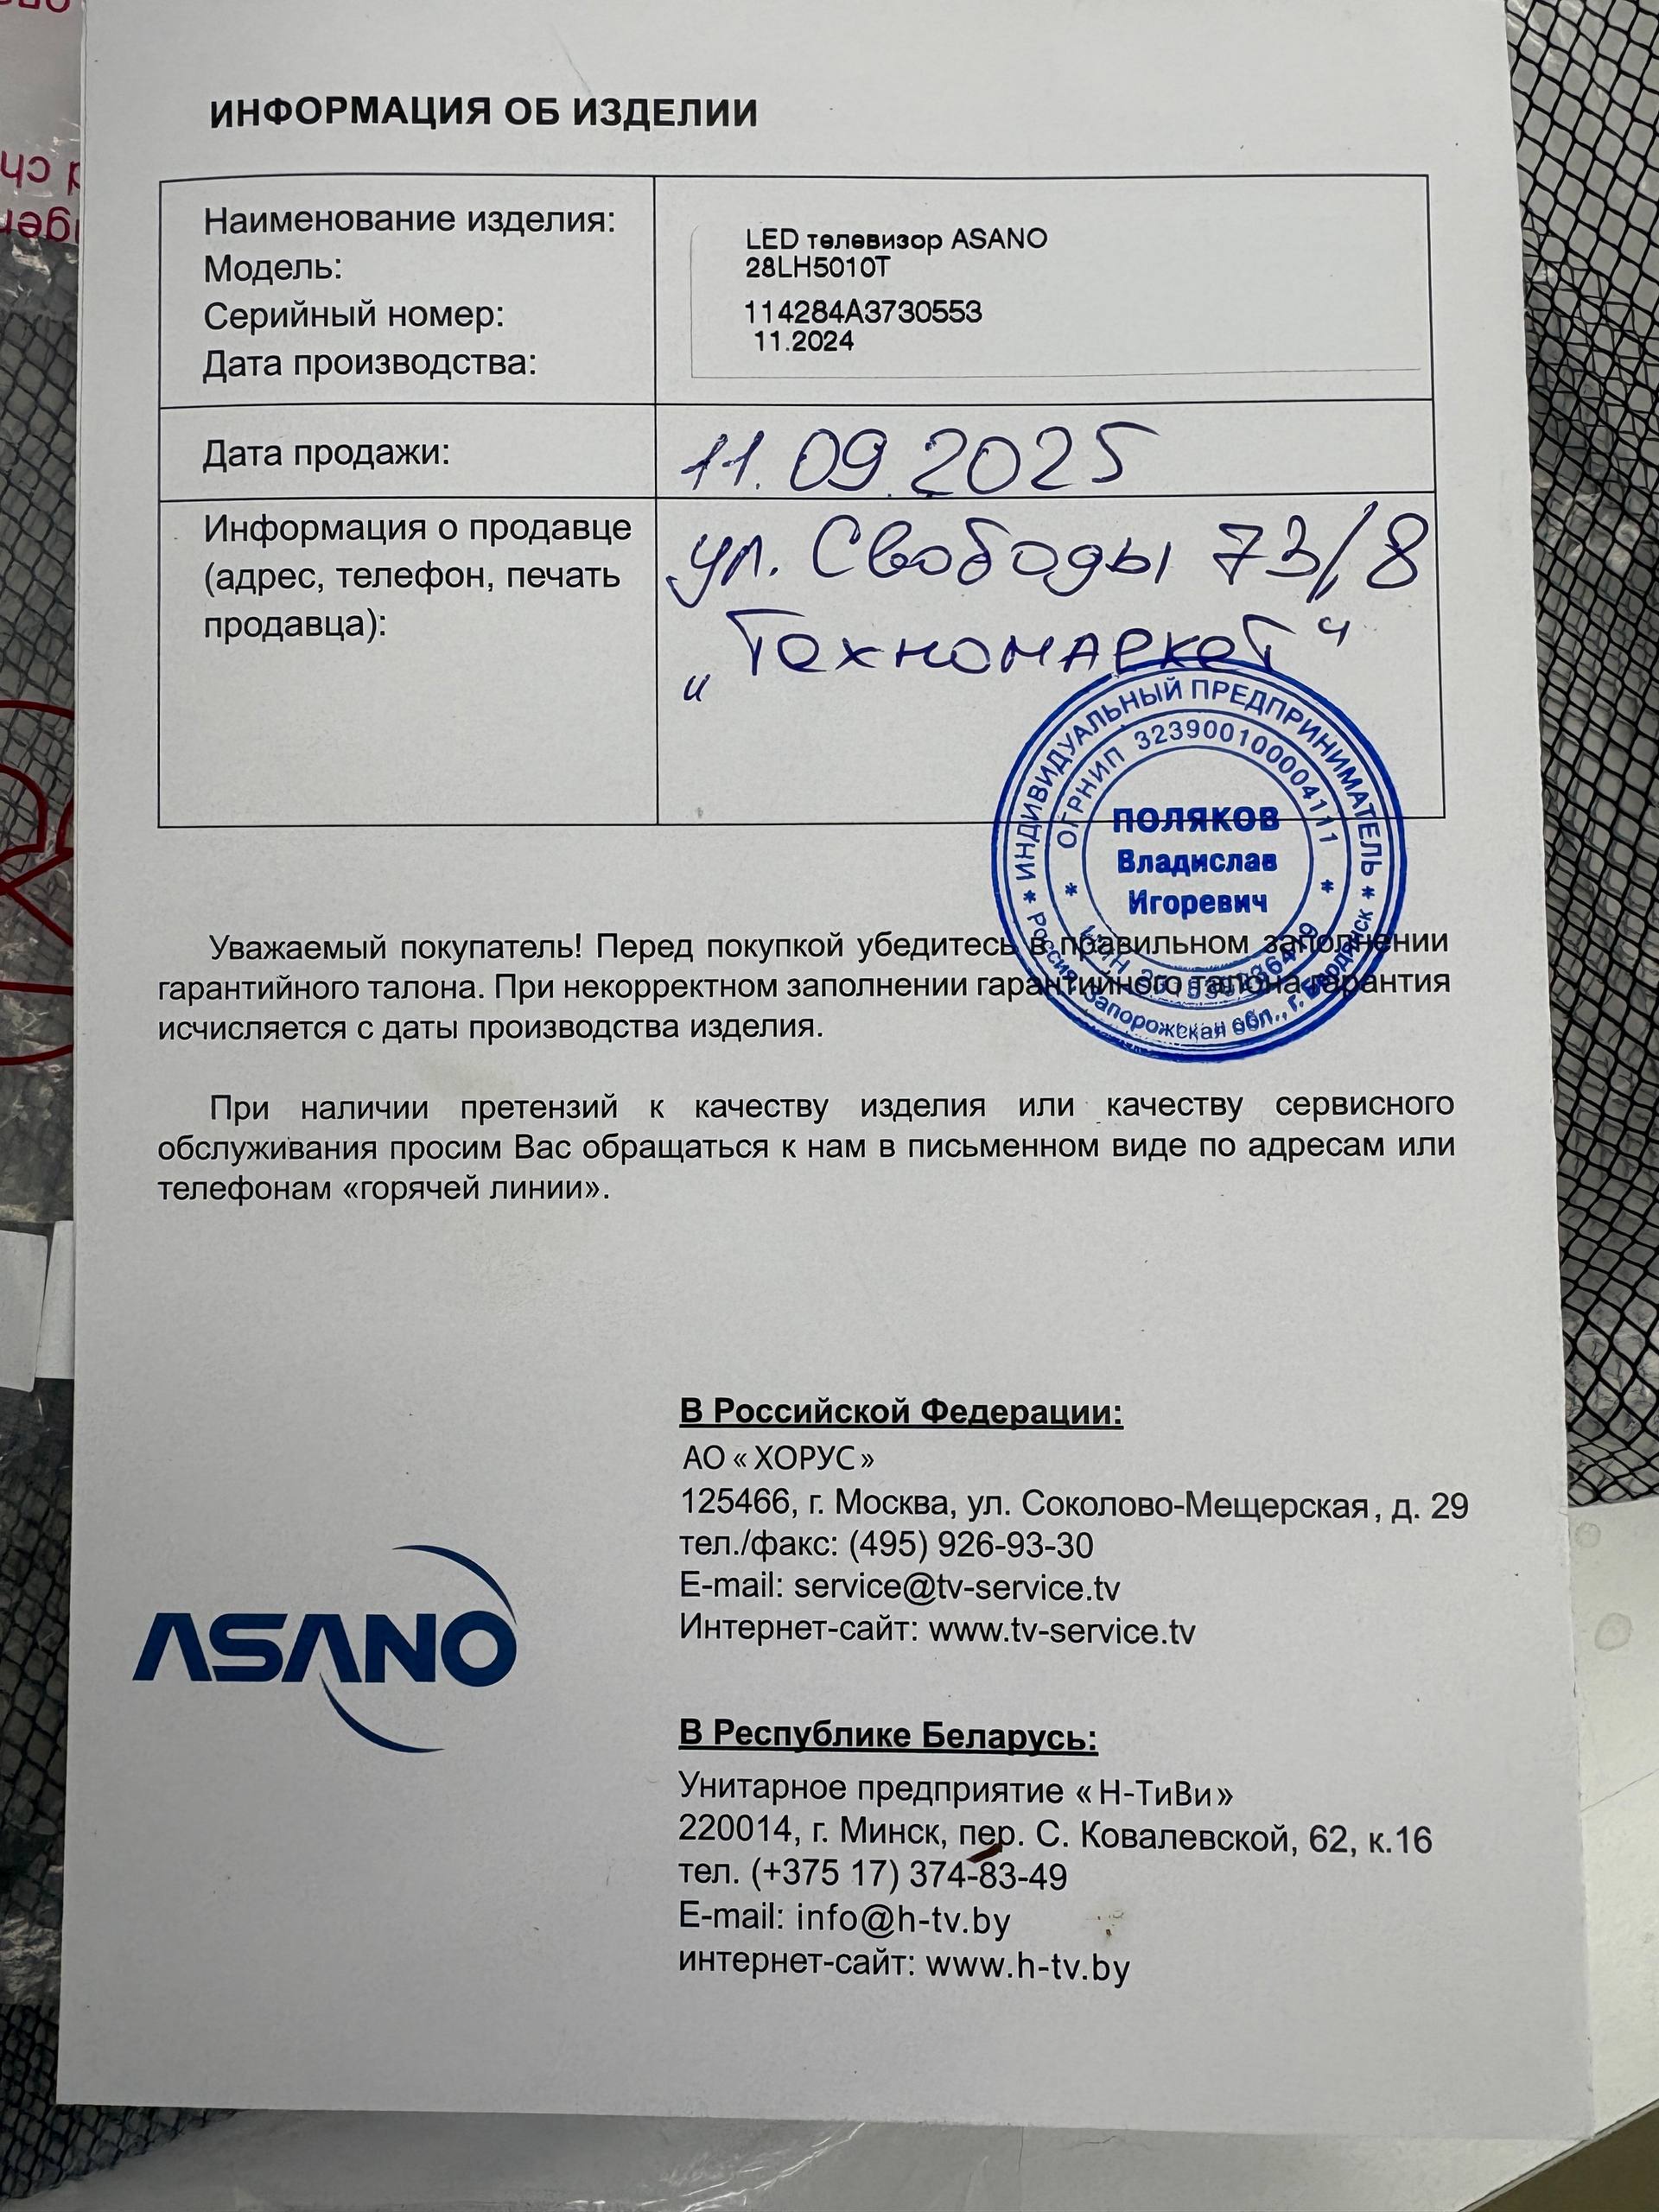 ИНФОРМАЦИЯ ОБ ИЗДЕЛИИ
Наименование изделия:
Модель:
Серийный номер:
Дата производства:
LED телевизор ASANO
28LH5010T
114284A3730553
11.2024
Дата продажи:
11.09.2025
Информация о продавце
(адрес, телефон, печать
продавца):
ул. Свободы 73/8
„Техномаркет“
* ИНДИВИДУАЛЬНЫЙ ПРЕДПРИНИМАТЕЛЬ *
ОГРНИП 323900100004111
ПОЛЯКОВ
Владислав
Игоревич
Россия, Запорожская обл., г. Бердянск
Уважаемый покупатель! Перед покупкой убедитесь в правильном заполнении
гарантийного талона. При некорректном заполнении гарантийного талона гарантия
исчисляется с даты производства изделия.
При наличии претензий к качеству изделия или качеству сервисного
обслуживания просим Вас обращаться к нам в письменном виде по адресам или
телефонам «горячей линии».
В Российской Федерации:
АО « ХОРУС »
125466, г. Москва, ул. Соколово-Мещерская, д. 29
тел./факс: (495) 926-93-30
E-mail: service@tv-service.tv
Интернет-сайт: www.tv-service.tv
ASANO
В Республике Беларусь:
Унитарное предприятие « Н-ТиВи »
220014, г. Минск, пер. С. Ковалевской, 62, к.16
тел. (+375 17) 374-83-49
E-mail: info@h-tv.by
интернет-сайт: www.h-tv.by